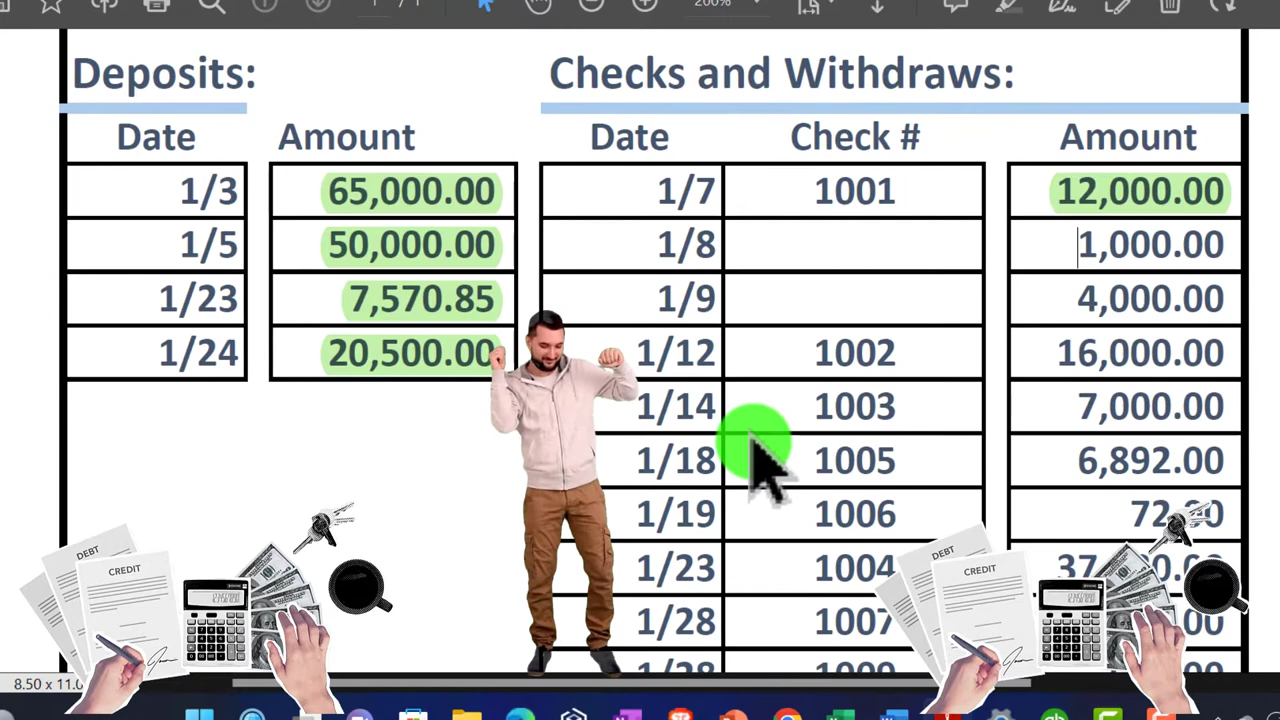 200%
1 / 1
Deposits:
Checks and Withdraws:
Date Amount
Date Check # Amount
1/3 65,000.00 1/7 1001 12,000.00
1/5 50,000.00 1/8 1,000.00
1/23 7,570.85 1/9 4,000.00
1/24 20,500.00 1/12 1002 16,000.00
1/14 1003 7,000.00
1/18 1005 6,892.00
1/19 1006
1/23 1004
1/28 1007
DEBT
CREDIT
DEBT
CREDIT